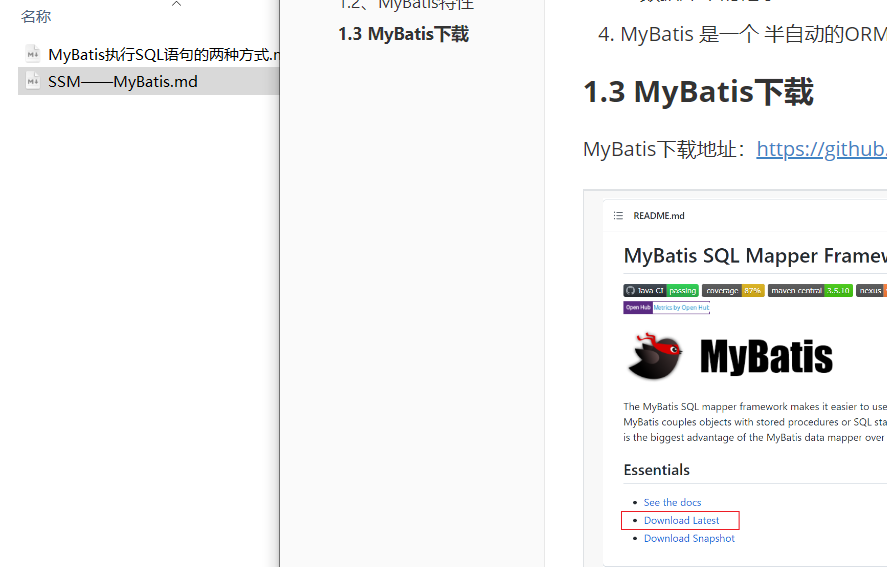 名称
MyBatis执行SQL语句的两种方式.m
SSM——MyBatis.md
1.2、MyBatis特性
1.3 MyBatis下载
4. MyBatis 是一个 半自动的ORM
1.3 MyBatis下载
MyBatis下载地址：https://github.
README.md
MyBatis SQL Mapper Framew
Java CI passing coverage 87% maven central 3.5.10 nexus
Open Hub Metrics by Open Hub.
MyBatis
The MyBatis SQL mapper framework makes it easier to use
MyBatis couples objects with stored procedures or SQL sta
is the biggest advantage of the MyBatis data mapper over
Essentials
See the docs
Download Latest
Download Snapshot